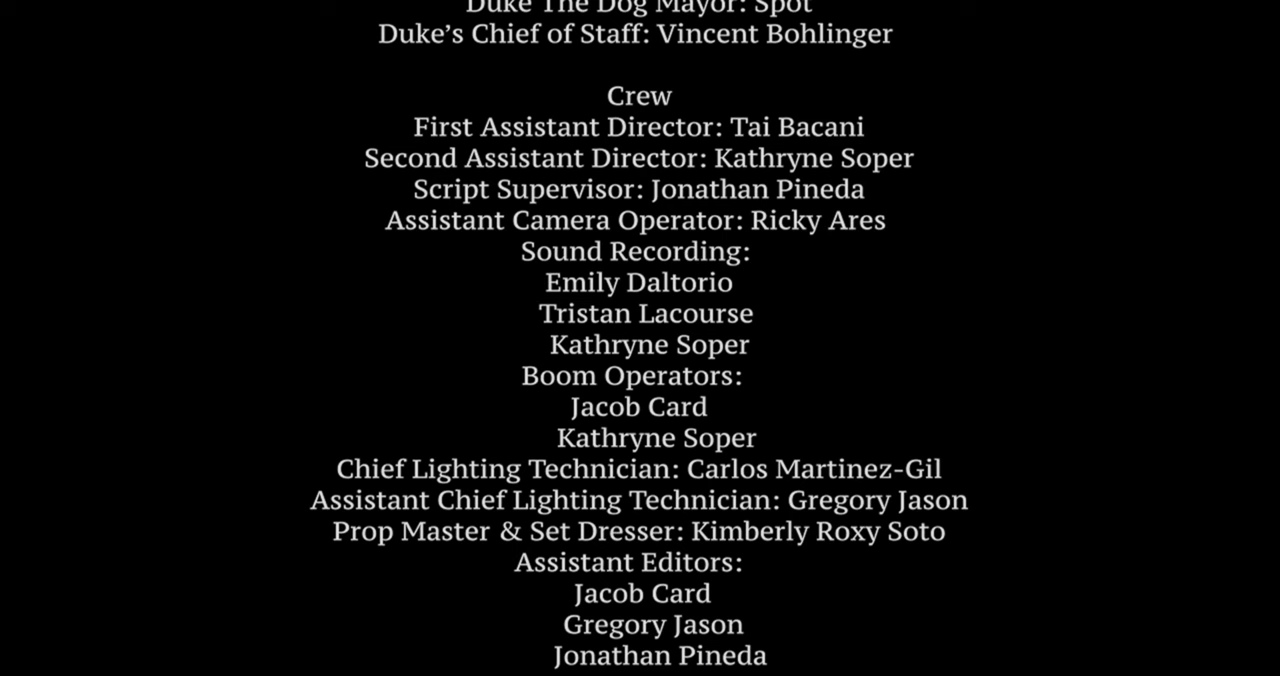 Duke The Dog Mayor: Spot
Duke’s Chief of Staff: Vincent Bohlinger
Crew
First Assistant Director: Tai Bacani
Second Assistant Director: Kathryne Soper
Script Supervisor: Jonathan Pineda
Assistant Camera Operator: Ricky Ares
Sound Recording:
Emily Daltorio
Tristan Lacourse
Kathryne Soper
Boom Operators:
Jacob Card
Kathryne Soper
Chief Lighting Technician: Carlos Martinez-Gil
Assistant Chief Lighting Technician: Gregory Jason
Prop Master & Set Dresser: Kimberly Roxy Soto
Assistant Editors:
Jacob Card
Gregory Jason
Jonathan Pineda